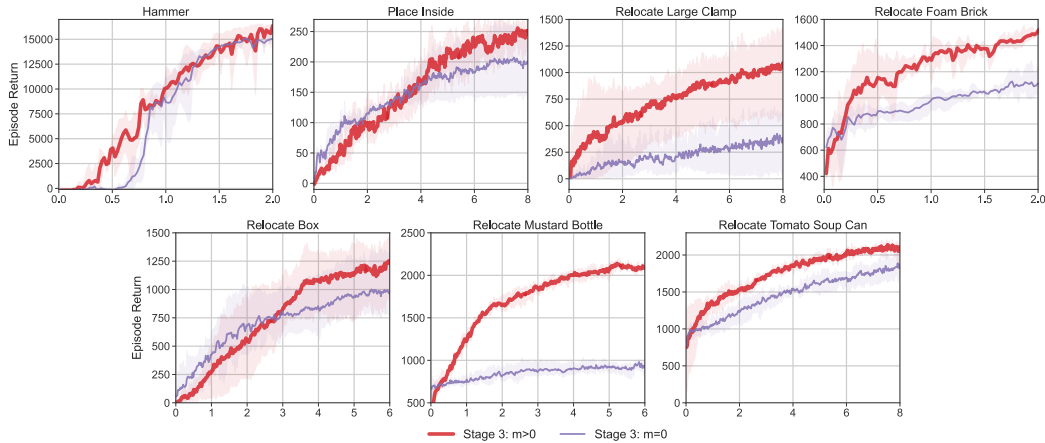 Hammer
Place Inside
Relocate Large Clamp
Relocate Foam Brick
Episode Return
15000
12500
10000
7500
5000
2500
0
0.0 0.5 1.0 1.5 2.0
250
200
150
100
50
0
0 2 4 6 8
1500
1250
1000
750
500
250
0
0 2 4 6 8
1600
1400
1200
1000
800
600
400
0.0 0.5 1.0 1.5 2.0
Relocate Box
Relocate Mustard Bottle
Relocate Tomato Soup Can
Episode Return
1500
1250
1000
750
500
250
0
0 1 2 3 4 5 6
2000
1500
1000
500
0 1 2 3 4 5 6
2000
1500
1000
500
0
0 2 4 6 8
Stage 3: m>0
Stage 3: m=0